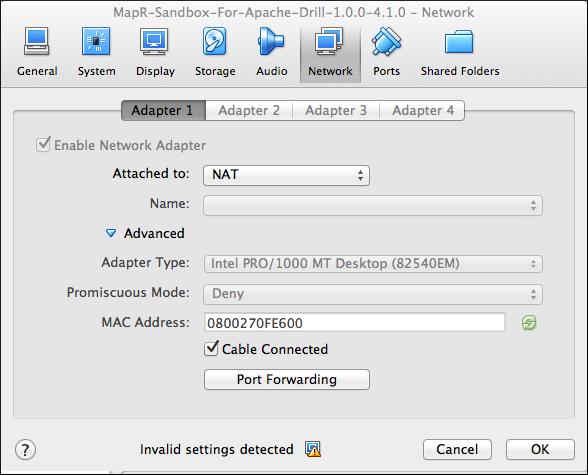 MapR-Sandbox-For-Apache-Drill-1.0.0-4.1.0 - Network
General System Display Storage Audio Network Ports Shared Folders
Adapter 1 Adapter 2 Adapter 3 Adapter 4
Enable Network Adapter
Attached to: NAT
Name:
Advanced
Adapter Type: Intel PRO/1000 MT Desktop (82540EM)
Promiscuous Mode: Deny
MAC Address: 0800270FE600
Cable Connected
Port Forwarding
? Invalid settings detected Cancel OK